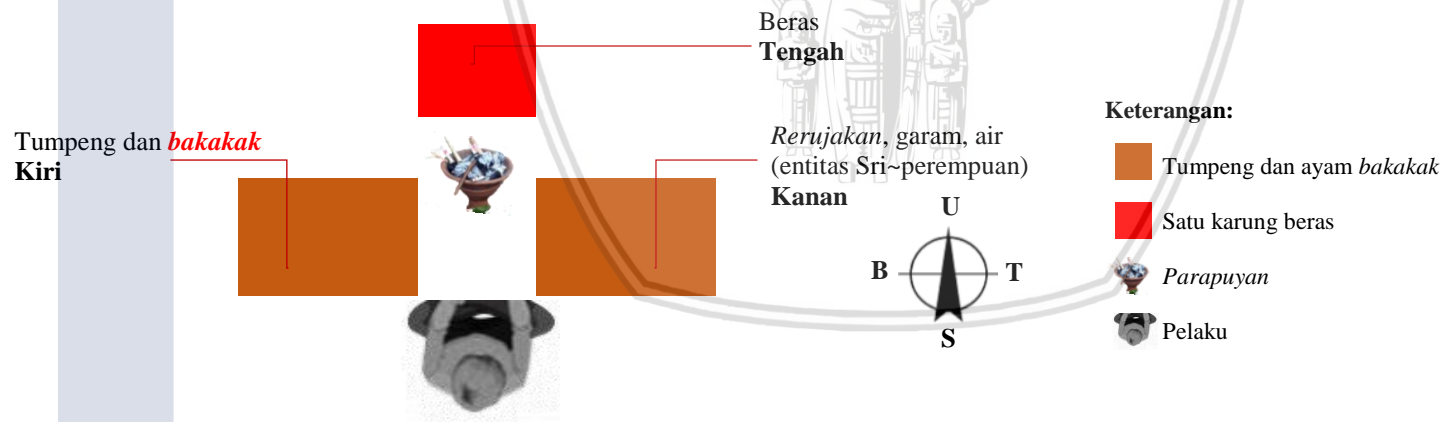 Beras
Tengah
Tumpeng dan bakakak
Kiri
Rerujakan, garam, air
(entitas Sri~perempuan)
Kanan
U
B
T
S
Keterangan:
Tumpeng dan ayam bakakak
Satu karung beras
Parapuyan
Pelaku